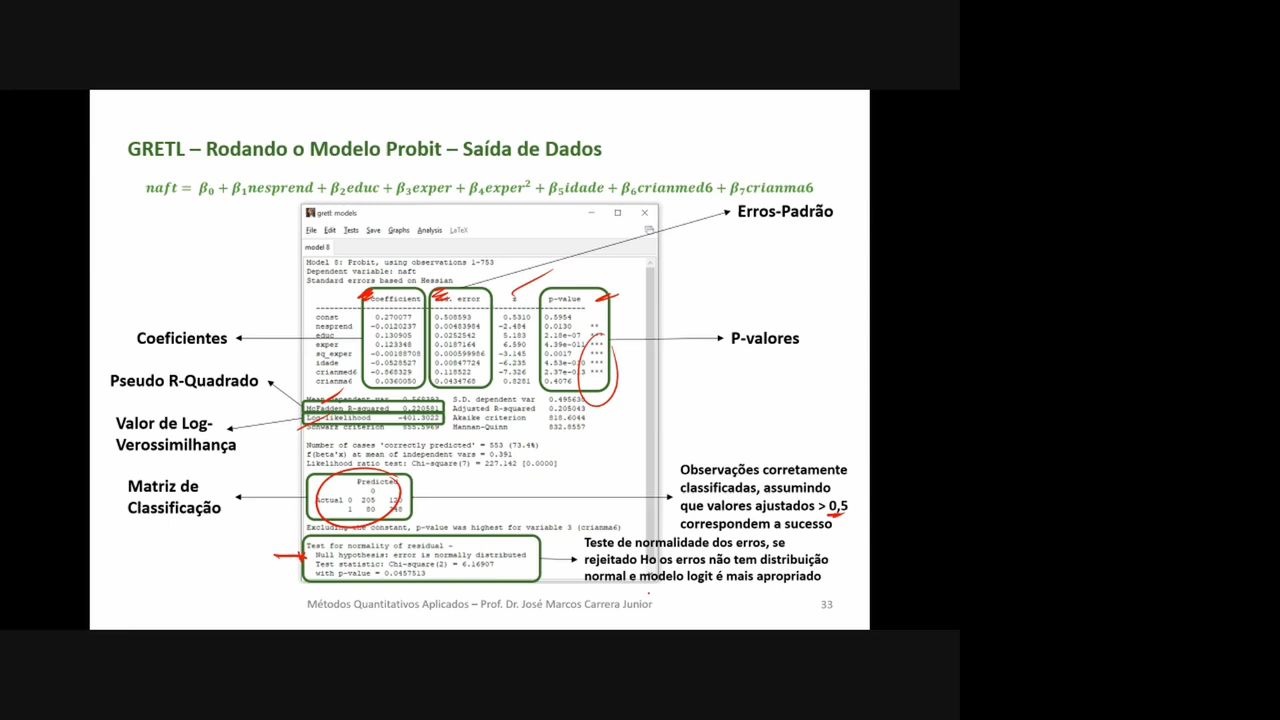 GRETL – Rodando o Modelo Probit – Saída de Dados
naft = β0 + β1nesprend + β2educ + β3exper + β4exper² + β5idade + β6crianmed6 + β7crianma6
Erros-Padrão
gretl: models
File Edit Tests Save Graphs Analysis LaTeX
model 8
Model 8: Probit, using observations 1-753
Dependent variable: naft
Standard errors based on Hessian
coefficient error z p-value
const 0.270077 0.508593 0.5310 0.5954
nesprend -0.0120237 0.00483984 -2.484 0.0130 **
educ 0.130905 0.0252542 5.183 2.18e-07
exper 0.123348 0.0187164 6.590 4.39e-011 ***
sq_exper -0.00188708 0.000599986 -3.145 0.0017 ***
idade -0.0528527 0.00847724 -6.235 ***
crianmed6 -0.868329 0.118522 -7.326 ***
crianma6 0.0360050 0.0434768 0.8281 0.4076
Coeficientes
P-valores
Pseudo R-Quadrado
Valor de Log-
Verossimilhança
dependent var S.D. dependent var
McFadden R-squared 0.220581 Adjusted R-squared 0.205043
Log-likelihood -401.3022 Akaike criterion 818.6044
Schwarz criterion 855.5969 Hannan-Quinn 832.8557
Number of cases 'correctly predicted' = 553 (73.4%)
f(beta'x) at mean of independent vars = 0.391
Likelihood ratio test: Chi-square(7) = 227.142 [0.0000]
Matriz de
Classificação
Predicted
0
Actual 0 205
1 80
Observações corretamente
classificadas, assumindo
que valores ajustados > 0,5
correspondem a sucesso
Excluding the constant, p-value was highest for variable 3 (crianma6)
Test for normality of residual -
Null hypothesis: error is normally distributed
Test statistic: Chi-square(2) = 6.16907
with p-value = 0.0457513
Teste de normalidade dos erros, se
rejeitado Ho os erros não tem distribuição
normal e modelo logit é mais apropriado
Métodos Quantitativos Aplicados – Prof. Dr. José Marcos Carrera Junior
33